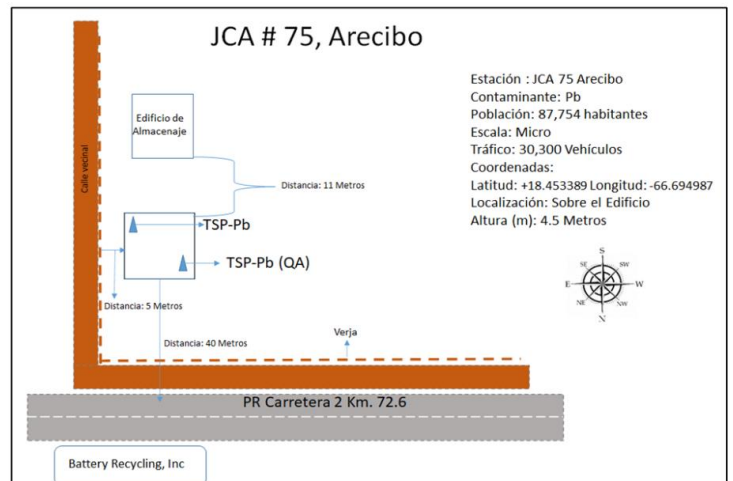 JCA # 75, Arecibo
Estación : JCA 75 Arecibo
Contaminante: Pb
Población: 87,754 habitantes
Escala: Micro
Tráfico: 30,300 Vehículos
Coordenadas:
Latitud: +18.453389 Longitud: -66.694987
Localización: Sobre el Edificio
Altura (m): 4.5 Metros
Edificio de
Almacenaje
Calle vecinal
Distancia: 11 Metros
TSP-Pb
TSP-Pb (QA)
S
SE
SW
E
W
NE
NW
N
Distancia: 5 Metros
Distancia: 40 Metros
Verja
PR Carretera 2 Km. 72.6
Battery Recycling, Inc